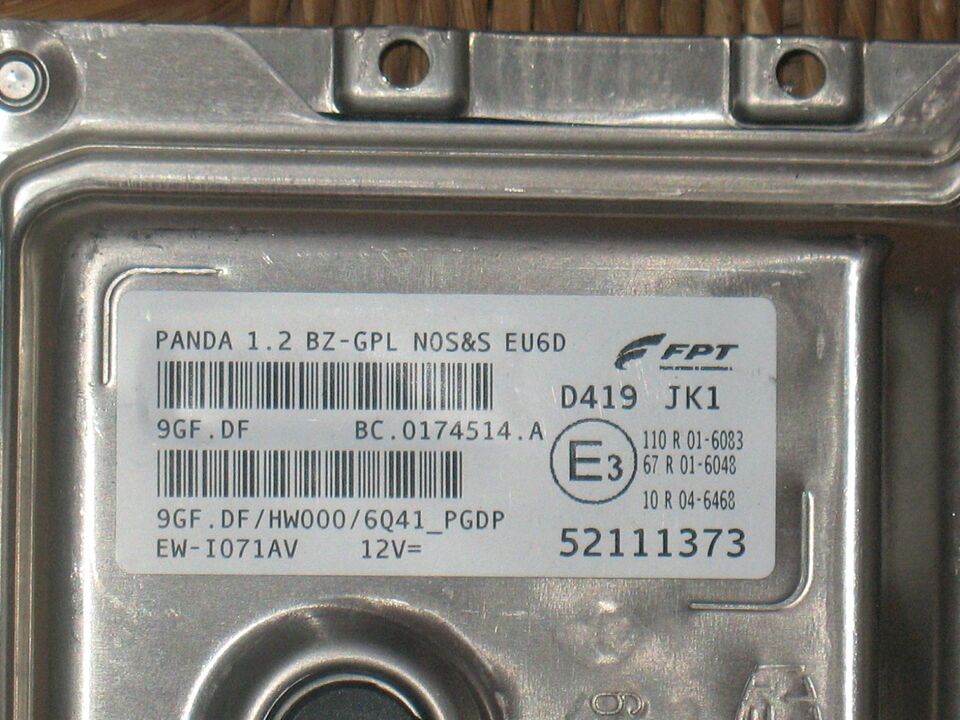 PANDA 1.2 BZ-GPL NOS&S EU6D
FPT
D419 JK1
9GF.DF BC.0174514.A
E3
110 R 01-6083
67 R 01-6048
10 R 04-6468
9GF.DF/HW000/6Q41_PGDP
EW-I071AV 12V=
52111373